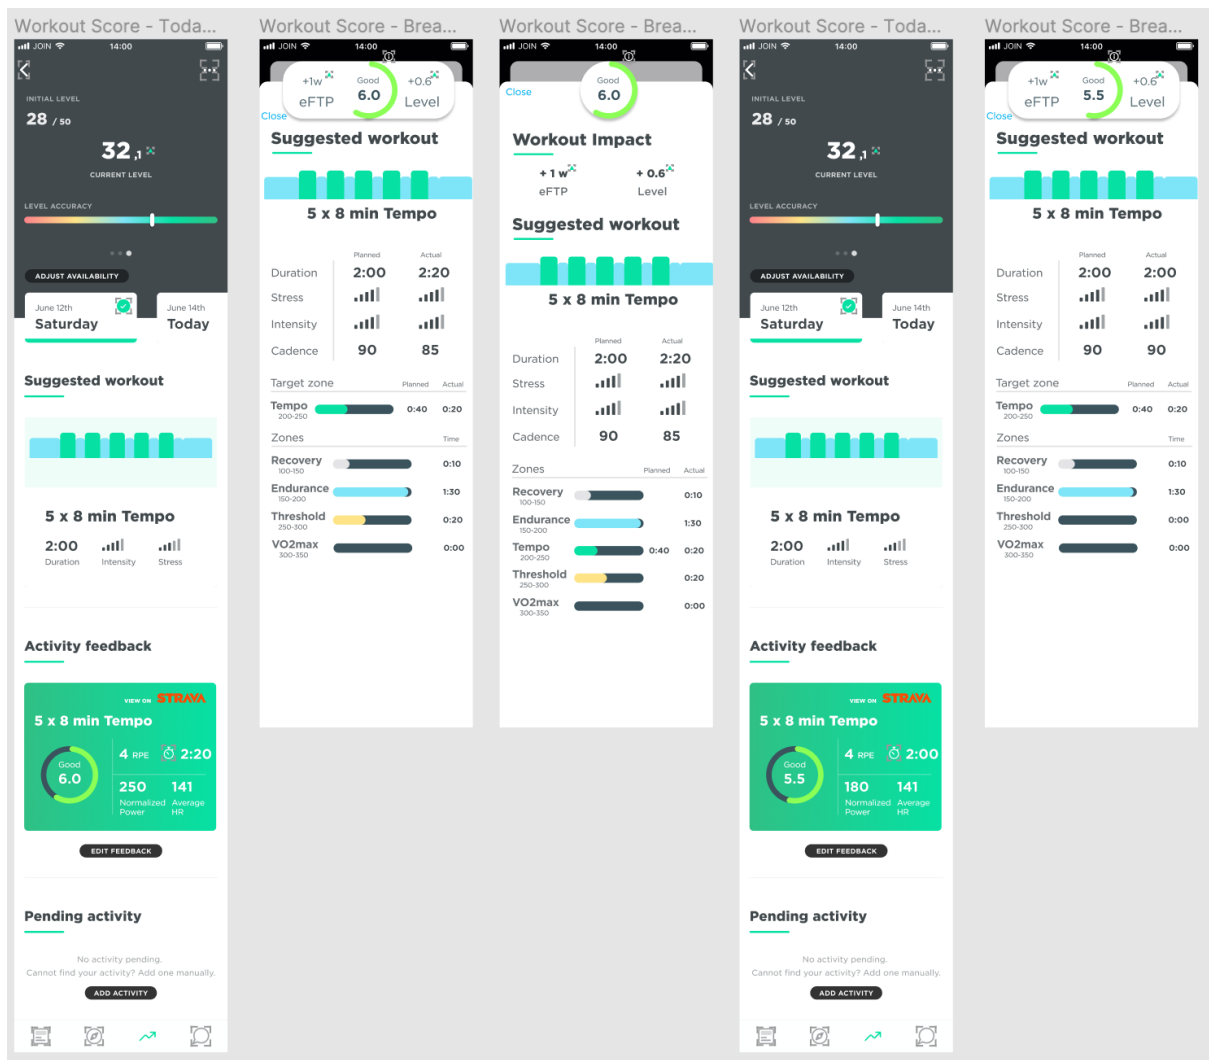 Workout Score - Toda...
JOIN
14:00
INITIAL LEVEL
28 / 50
32,1
CURRENT LEVEL
LEVEL ACCURACY
ADJUST AVAILABILITY
June 12th
Saturday
June 14th
Today
Suggested workout
5 x 8 min Tempo
2:00
Duration Intensity Stress
Activity feedback
VIEW ON STRAVA
5 x 8 min Tempo
Good
6.0
4 RPE 2:20
250 141
Normalized Average
Power HR
EDIT FEEDBACK
Pending activity
No activity pending.
Cannot find your activity? Add one manually.
ADD ACTIVITY
Workout Score - Brea...
JOIN
14:00
+1w Good +0.6
eFTP 6.0 Level
Close
Suggested workout
5 x 8 min Tempo
Planned Actual
Duration 2:00 2:20
Stress
Intensity
Cadence 90 85
Target zone Planned Actual
Tempo 0:40 0:20
200-250
Zones Time
Recovery 0:10
100-150
Endurance 1:30
150-200
Threshold 0:20
250-300
VO2max 0:00
300-350
Workout Score - Brea...
JOIN
14:00
Close
Good
6.0
Workout Impact
+ 1 w + 0.6
eFTP Level
Suggested workout
5 x 8 min Tempo
Planned Actual
Duration 2:00 2:20
Stress
Intensity
Cadence 90 85
Zones Planned Actual
Recovery 0:10
100-150
Endurance 1:30
150-200
Tempo 0:40 0:20
200-250
Threshold 0:20
250-300
VO2max 0:00
300-350
Workout Score - Toda...
JOIN
14:00
INITIAL LEVEL
28 / 50
32,1
CURRENT LEVEL
LEVEL ACCURACY
ADJUST AVAILABILITY
June 12th
Saturday
June 14th
Today
Suggested workout
5 x 8 min Tempo
2:00
Duration Intensity Stress
Activity feedback
VIEW ON STRAVA
5 x 8 min Tempo
Good
5.5
4 RPE 2:00
180 141
Normalized Average
Power HR
EDIT FEEDBACK
Pending activity
No activity pending.
Cannot find your activity? Add one manually.
ADD ACTIVITY
Workout Score - Brea...
JOIN
14:00
+1w Good +0.6
eFTP 5.5 Level
Close
Suggested workout
5 x 8 min Tempo
Planned Actual
Duration 2:00 2:00
Stress
Intensity
Cadence 90 90
Target zone Planned Actual
Tempo 0:40 0:20
200-250
Zones Time
Recovery 0:10
100-150
Endurance 1:30
150-200
Threshold 0:00
250-300
VO2max 0:00
300-350